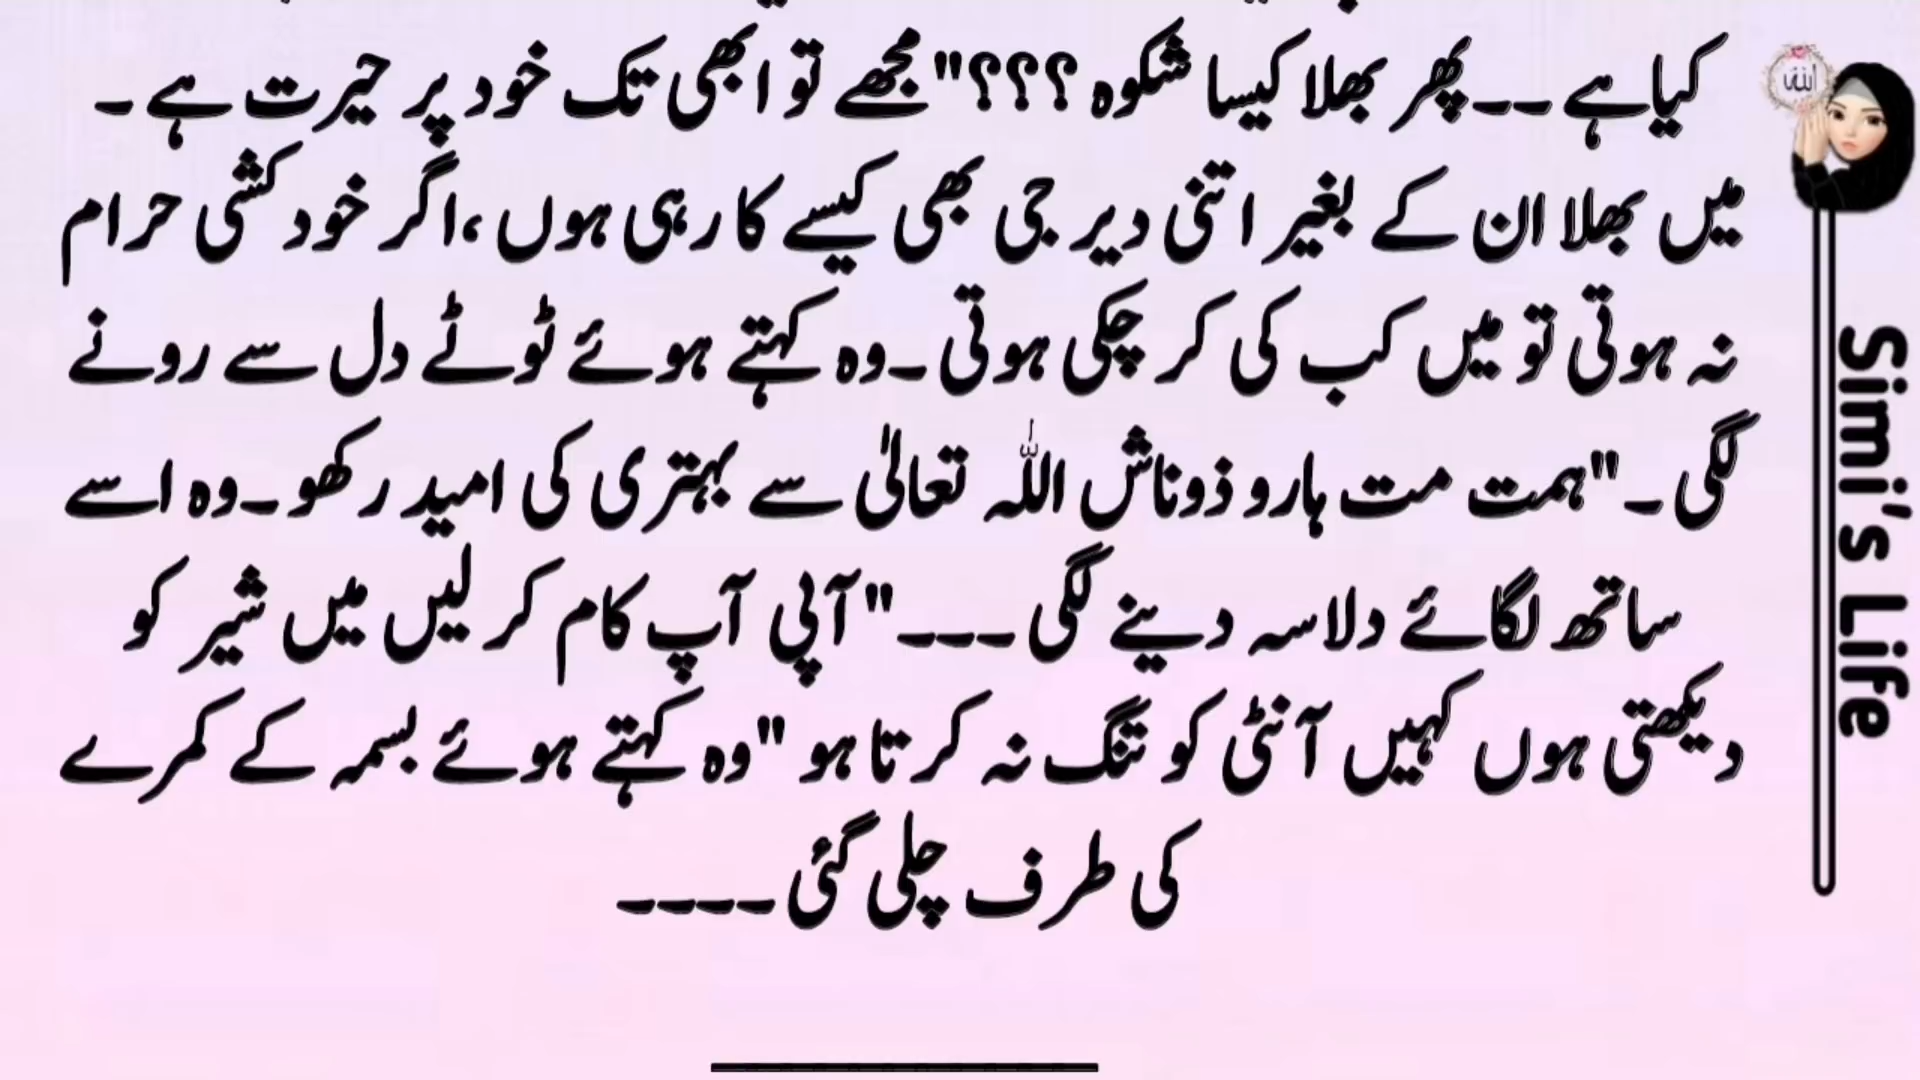 کیا ہے ۔۔پھر بھلا کیسا شکوہ ؟؟؟"مجھے تو ابھی تک خود پر حیرت ہے ۔
میں بھلا ان کے بغیر اتنی دیر جی بھی کیسے کا رہی ہوں ،اگر خود کشی حرام
نہ ہوتی تو میں کب کی کر چکی ہوتی ۔وہ کہتے ہوئے ٹوٹے دل سے رونے
لگی ۔"ہمت مت ہارو ذوناش اللہ تعالیٰ سے بہتری کی امید رکھو ۔وہ اسے
ساتھ لگائے دلاسہ دینے لگی ۔۔۔"آپی آپ کام کر لیں میں شیر کو
دیکھتی ہوں کہیں آنٹی کو تنگ نہ کرتا ہو "وہ کہتے ہوئے بسمہ کے کمرے
کی طرف چلی گئی ۔۔۔۔
اللہ
Simi's Life